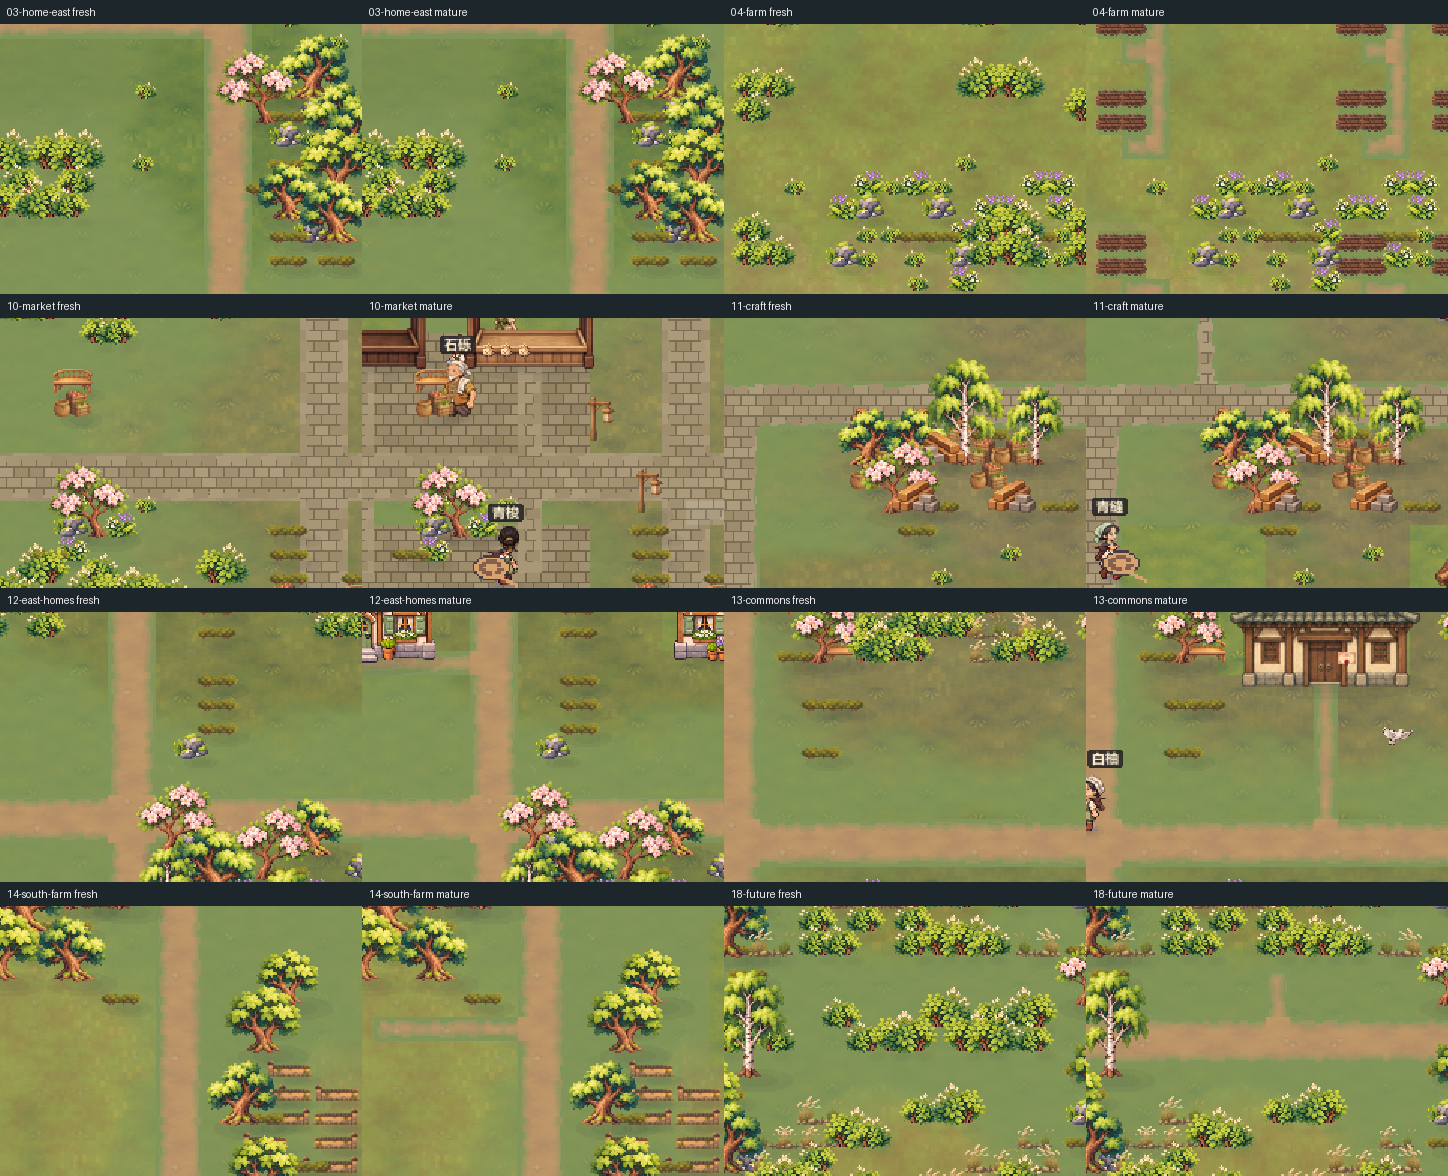 03-home-east fresh
03-home-east mature
04-farm fresh
04-farm mature
10-market fresh
10-market mature
11-craft fresh
11-craft mature
石砾
青梭
青缝
12-east-homes fresh
12-east-homes mature
13-commons fresh
13-commons mature
白柚
14-south-farm fresh
14-south-farm mature
18-future fresh
18-future mature